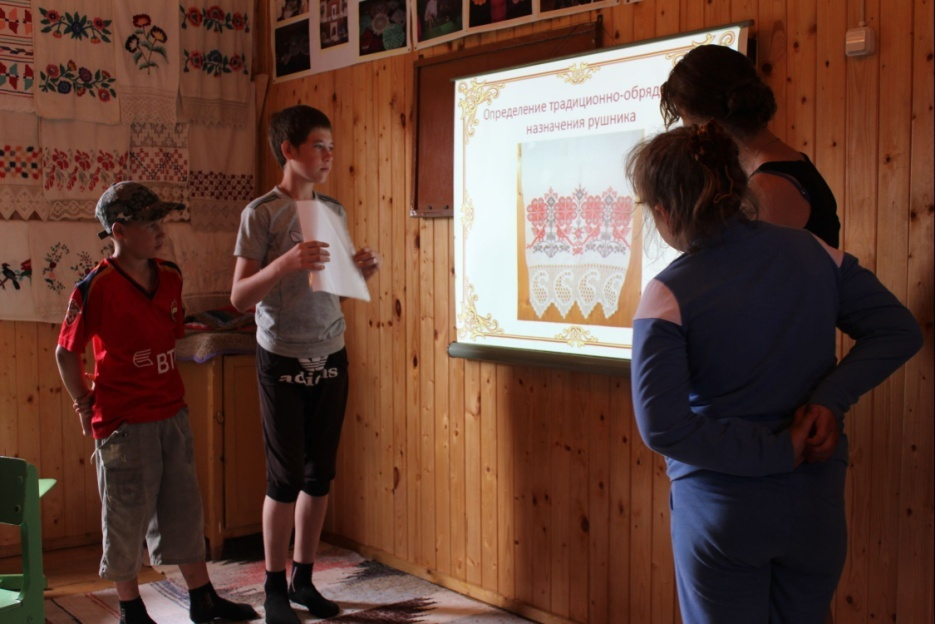 Определение традиционно-обряд
назначения рушника
BT
adidas